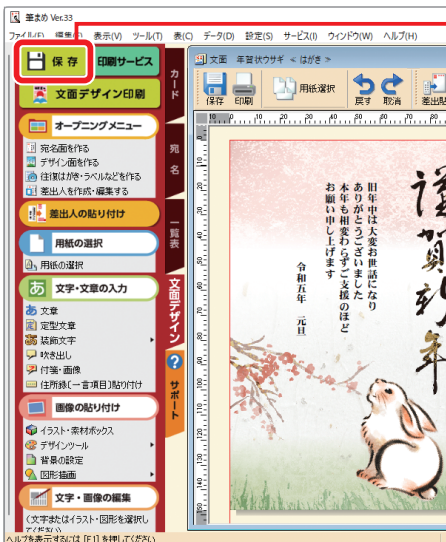 筆まめ Ver.33
ファイル(F) 編集(E) 表示(V) ツール(T) 表(C) データ(D) 設定(S) サービス(I) ウィンドウ(W) ヘルプ(H)
保存
印刷サービス
文面デザイン印刷
オープニングメニュー
宛名面を作る
デザイン面を作る
往復はがき・ラベルなどを作る
差出人を作成・編集する
差出人の貼り付け
用紙の選択
用紙の選択
文字・文章の入力
文章
定型文章
装飾文字
吹き出し
付箋・画像
住所録(一言項目)貼り付け
画像の貼り付け
イラスト・素材ボックス
デザインツール
背景の設定
図形描画
文字・画像の編集
(文字またはイラスト・図形を選択し
てください)
ヘルプを表示するには [F1] を押してください
カード
宛名
一覧表
文面デザイン
? サポート
文面 年賀状ウサギ < はがき >
保存 印刷 用紙選択 戻す 取消 差出貼
10 0 10 20 30 40 50 60 70 80
謹賀新年
旧年中は大変お世話になり
ありがとうございました
本年も相変わらずご支援のほど
お願い申し上げます
令和五年 元旦